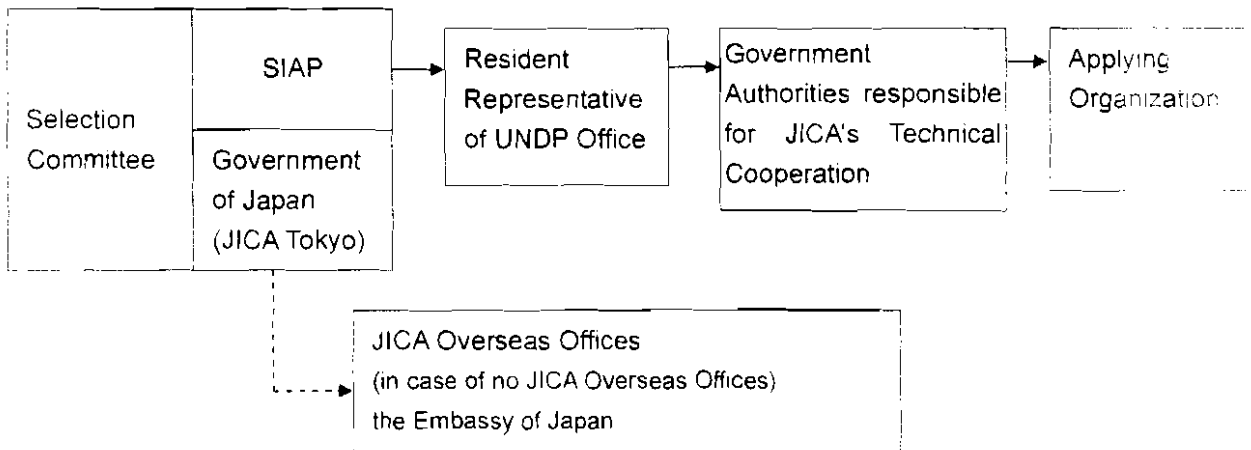 Selection
Committee
SIAP
Government
of Japan
(JICA Tokyo)
Resident
Representative
of UNDP Office
Government
Authorities responsible
for JICA's Technical
Cooperation
Applying
Organization
JICA Overseas Offices
(in case of no JICA Overseas Offices)
the Embassy of Japan